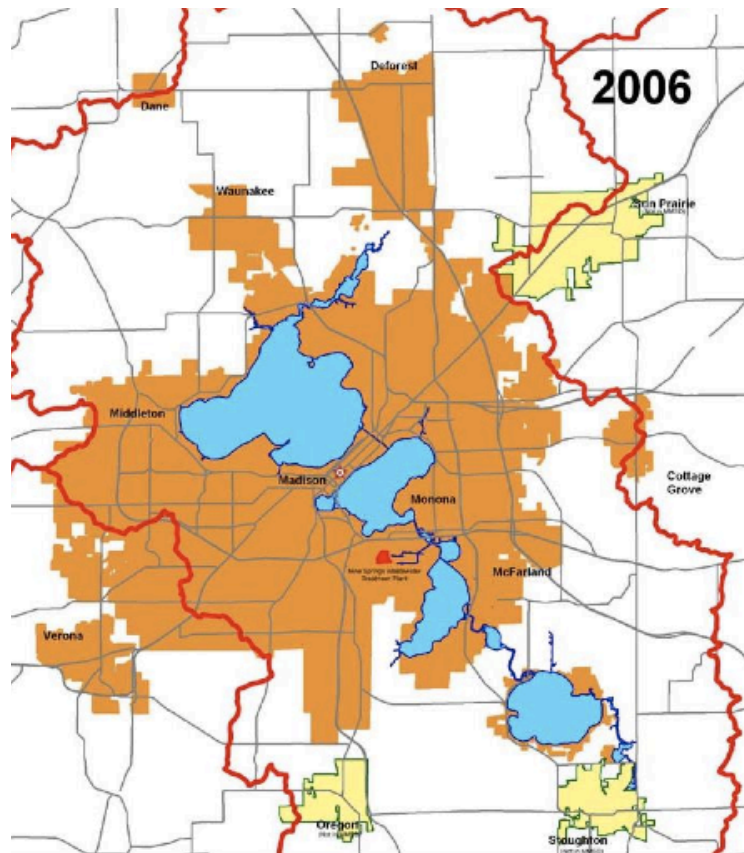 Deforest
2006
Dane
Waunakee
Sun Prairie
Middleton
Madison
Monona
Cottage
Grove
McFarland
Verona
Oregon
Stoughton